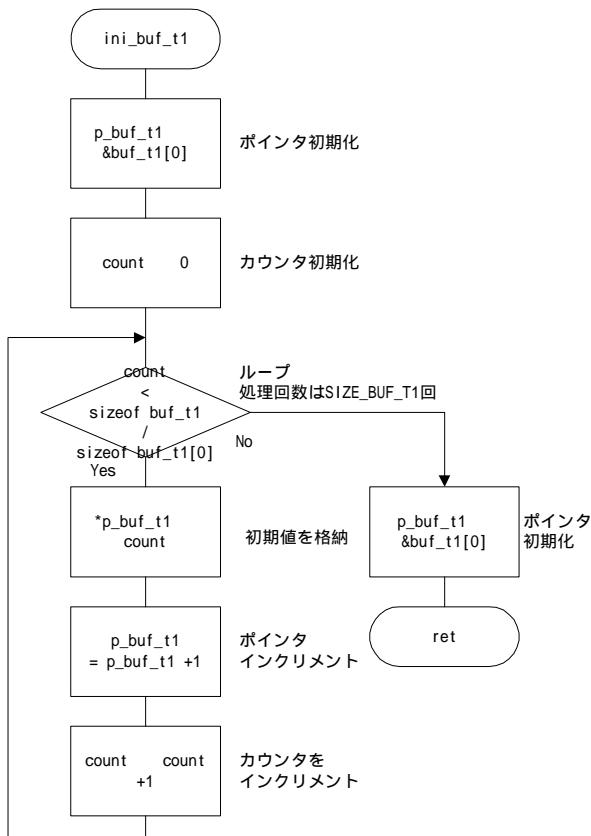 ini_buf_t1
p_buf_t1
&buf_t1[0]
ポインタ初期化
count 0
カウンタ初期化
count
<
sizeof buf_t1
/
sizeof buf_t1[0]
ループ
処理回数はSIZE_BUF_T1回
No
Yes
*p_buf_t1
count
初期値を格納
p_buf_t1
&buf_t1[0]
ポインタ
初期化
p_buf_t1
= p_buf_t1 +1
ポインタ
インクリメント
ret
count count
+1
カウンタを
インクリメント